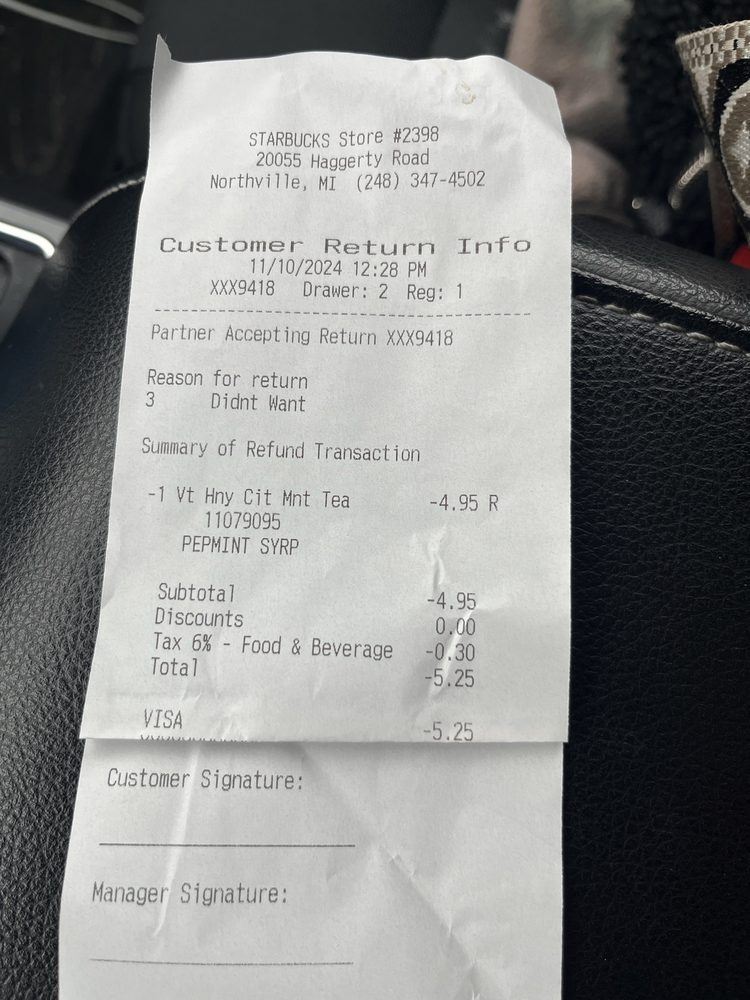 STARBUCKS Store #2398
20055 Haggerty Road
Northville, MI (248) 347-4502
Customer Return Info
11/10/2024 12:28 PM
XXX9418 Drawer: 2 Reg: 1
Partner Accepting Return XXX9418
Reason for return
3 Didnt Want
Summary of Refund Transaction
-1 Vt Hny Cit Mnt Tea -4.95 R
11079095
PEPMINT SYRP
Subtotal -4.95
Discounts 0.00
Tax 6% - Food & Beverage -0.30
Total -5.25
VISA -5.25
Customer Signature:
Manager Signature: